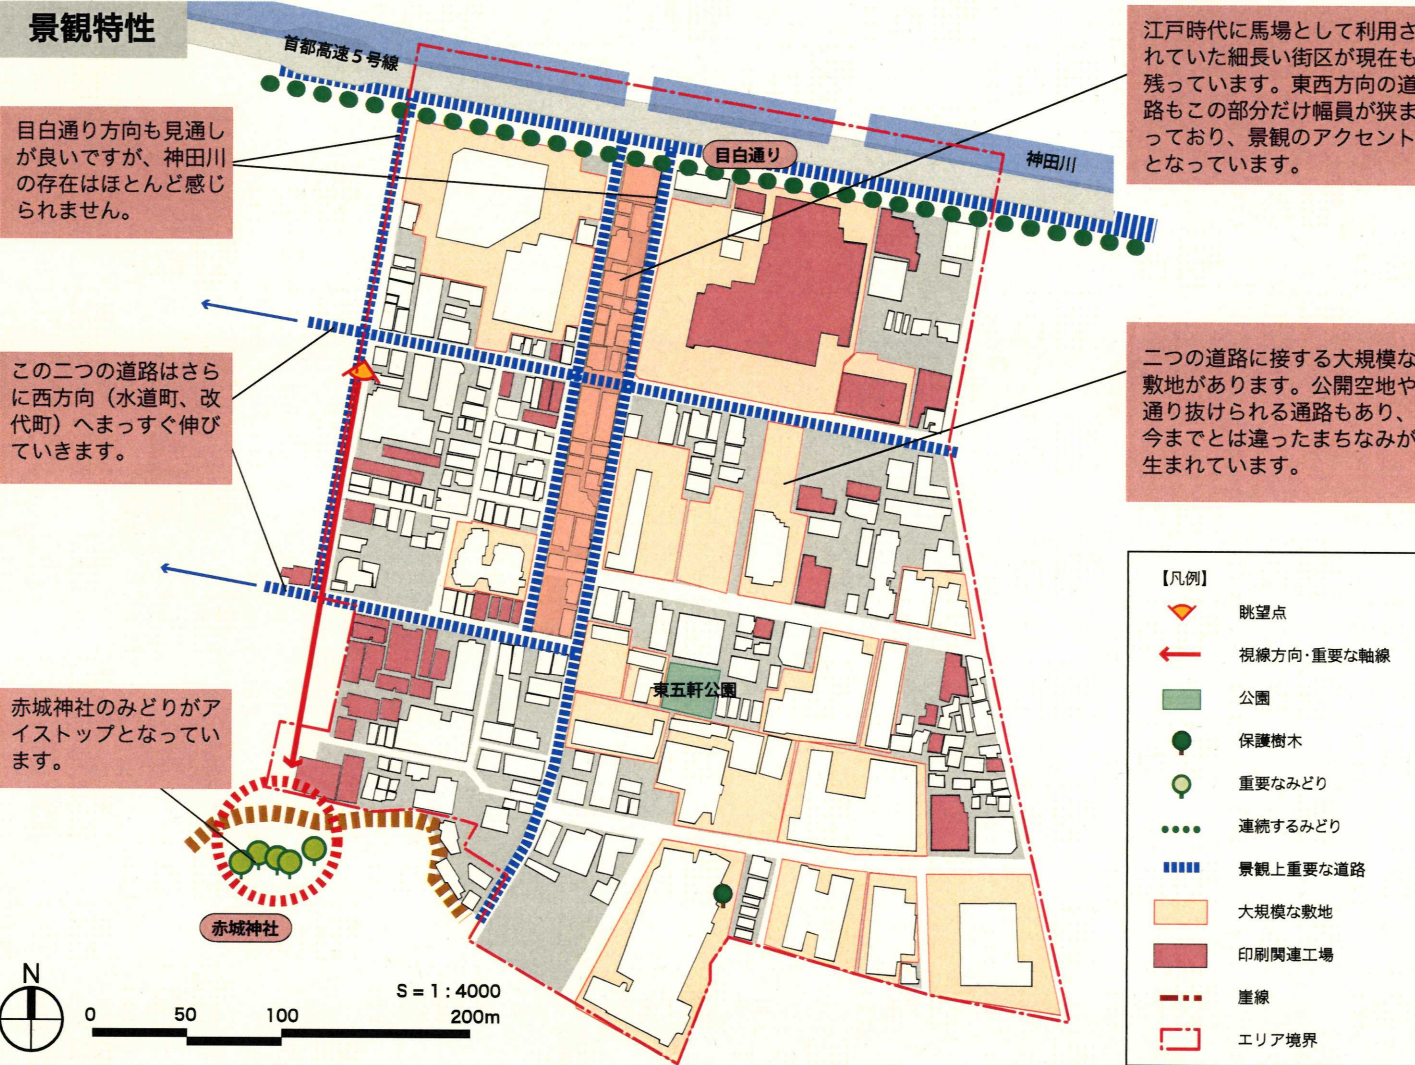 景観特性
首都高速5号線
目白通り方向も見通し
が良いですが、神田川
の存在はほとんど感じ
られません。
目白通り
神田川
江戸時代に馬場として利用さ
れていた細長い街区が現在も
残っています。東西方向の道
路もこの部分だけ幅員が狭ま
っており、景観のアクセント
となっています。
この二つの道路はさら
に西方向（水道町、改
代町）へまっすぐ伸び
ていきます。
二つの道路に接する大規模な
敷地があります。公開空地や
通り抜けられる通路もあり、
今までとは違ったまちなみが
生まれています。
東五軒公園
赤城神社のみどりがア
イストップとなってい
ます。
赤城神社
【凡例】
眺望点
視線方向・重要な軸線
公園
保護樹木
重要なみどり
連続するみどり
景観上重要な道路
大規模な敷地
印刷関連工場
崖線
エリア境界
N
S = 1 : 4000
0 50 100 200m